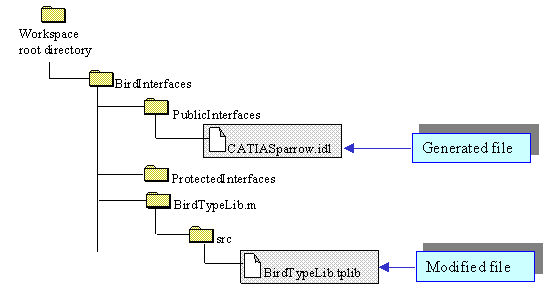 Workspace
root directory
BirdInterfaces
PublicInterfaces
CATIASparrow.idl
Generated file
ProtectedInterfaces
BirdTypeLib.m
src
BirdTypeLib.tplib
Modified file